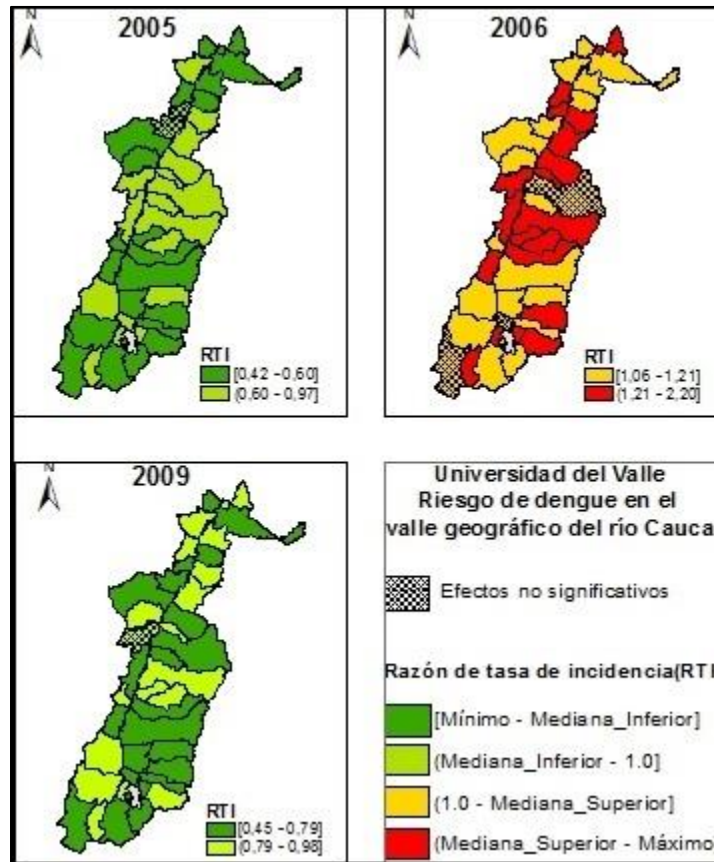 2005
N
RTI
[0,42 - 0,60]
(0,60 - 0,97]
2006
RTI
[1,06 - 1,21]
(1,21 - 2,20]
N
2009
RTI
[0,45 - 0,79]
(0,79 - 0,98]
Universidad del Valle
Riesgo de dengue en el
valle geográfico del río Cauca
Efectos no significativos
Razón de tasa de incidencia(RTI
[Mínimo - Mediana_Inferior]
(Mediana_Inferior - 1.0]
(1.0 - Mediana_Superior]
(Mediana_Superior - Máximo